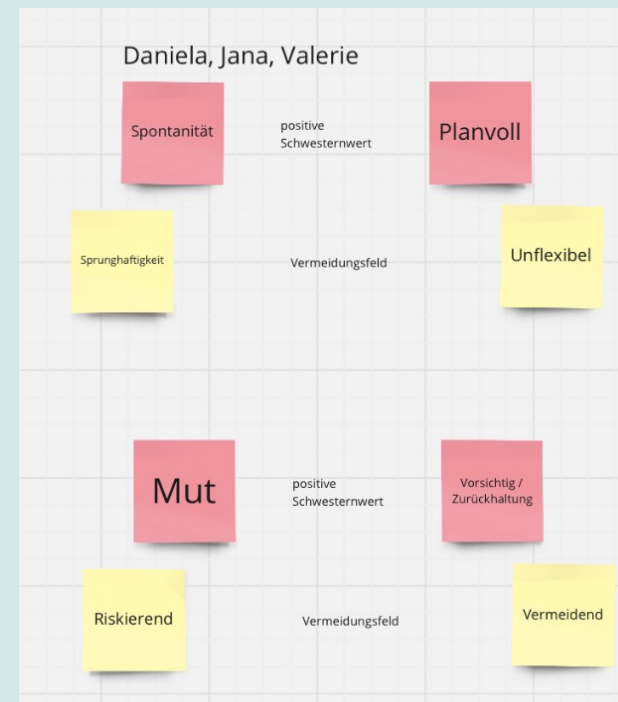 Daniela, Jana, Valerie
Spontanität
positive
Schwesternwert
Planvoll
Sprunghaftigkeit
Vermeidungsfeld
Unflexibel
Mut
positive
Schwesternwert
Vorsichtig /
Zurückhaltung
Riskierend
Vermeidungsfeld
Vermeidend